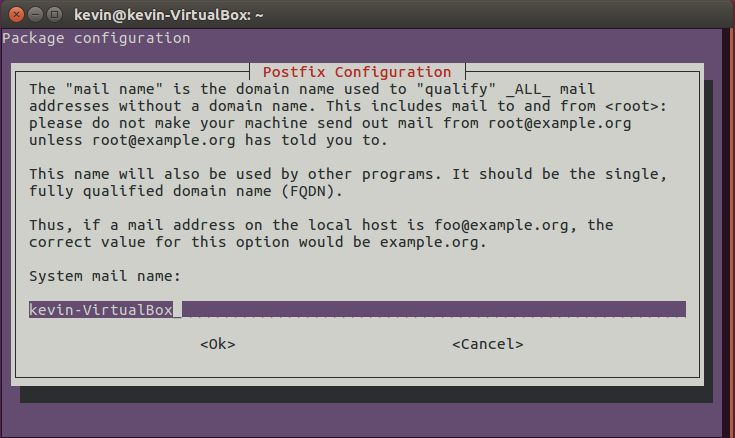 kevin@kevin-VirtualBox: ~
Package configuration
Postfix Configuration
The "mail name" is the domain name used to "qualify" _ALL_ mail
addresses without a domain name. This includes mail to and from <root>:
please do not make your machine send out mail from root@example.org
unless root@example.org has told you to.
This name will also be used by other programs. It should be the single,
fully qualified domain name (FQDN).
Thus, if a mail address on the local host is foo@example.org, the
correct value for this option would be example.org.
System mail name:
kevin-VirtualBox
<Ok> <Cancel>